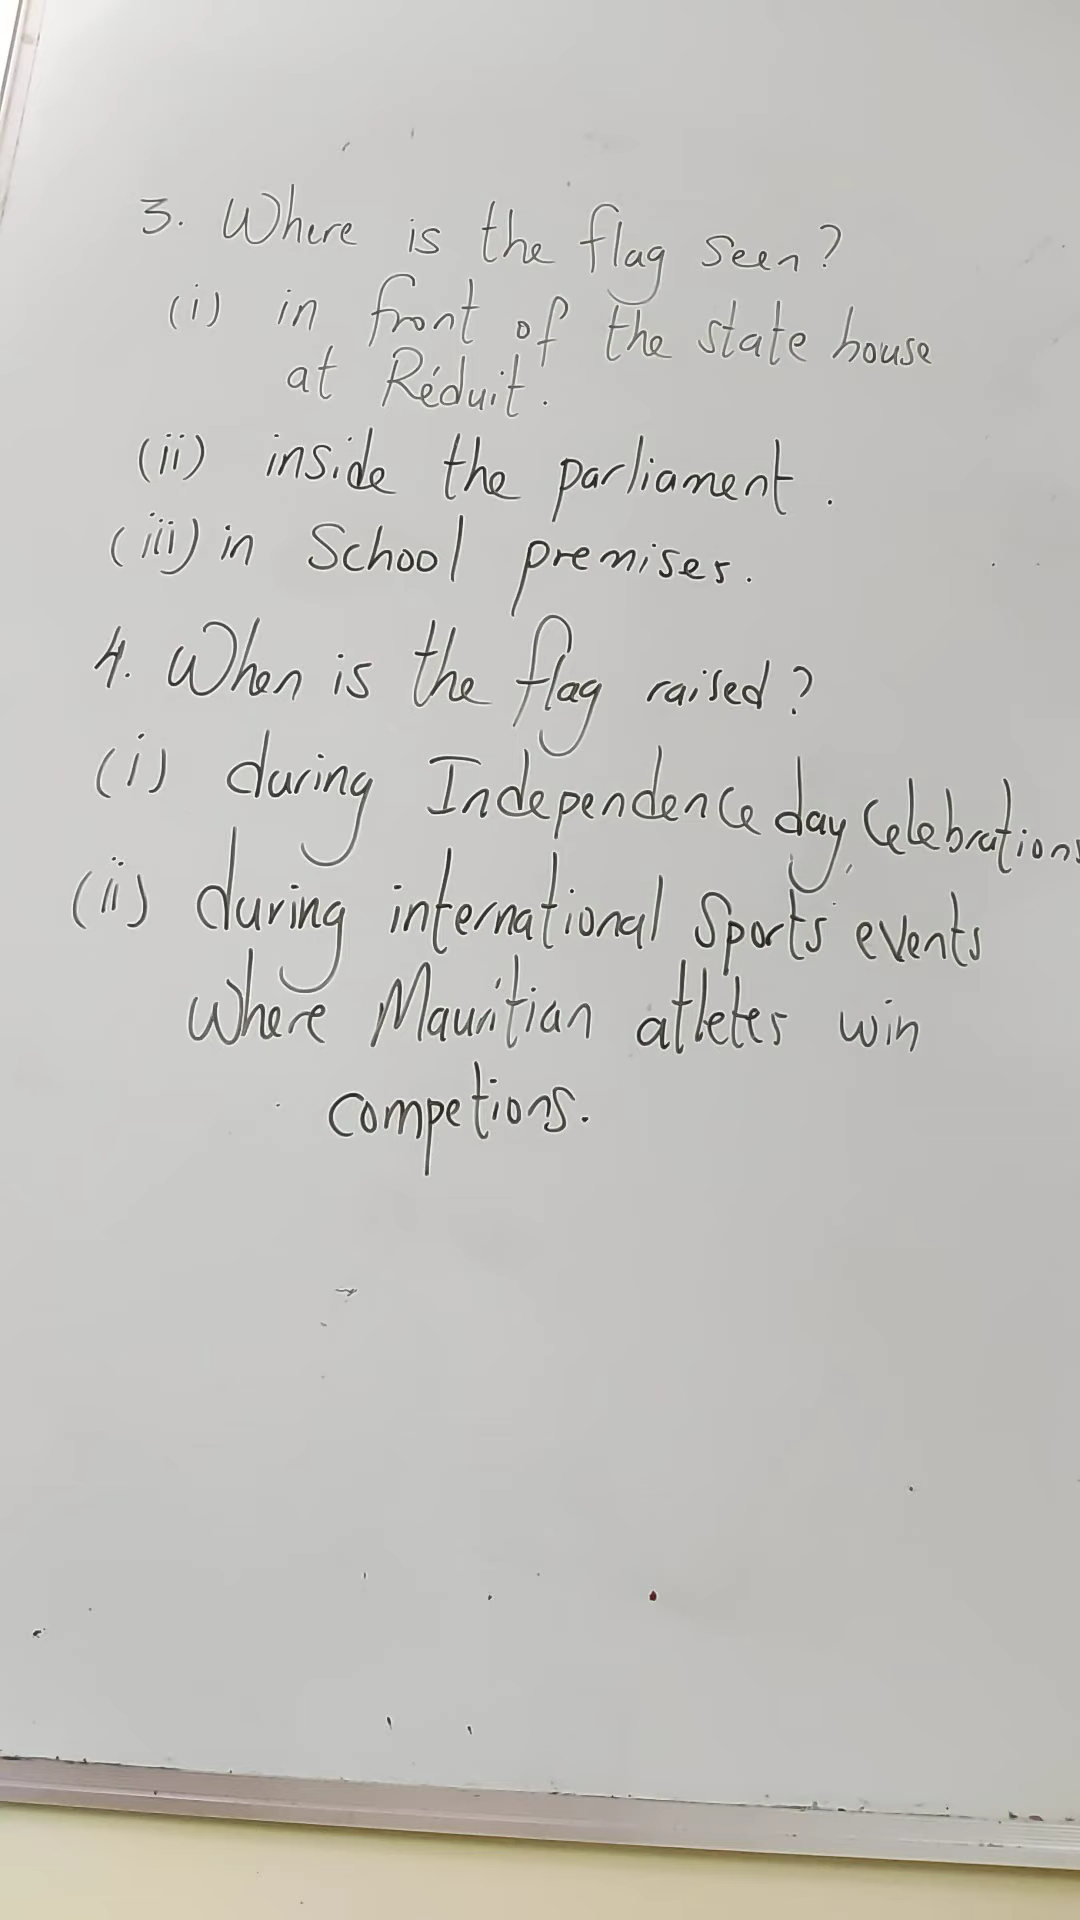 3. Where is the flag seen?
(i) in front of the state house
at Réduit.
(ii) inside the parliament.
(iii) in School premises.
4. When is the flag raised?
(i) during Independence day celebrations
(ii) during international Sports events
where Mauritian atletes win
competions.